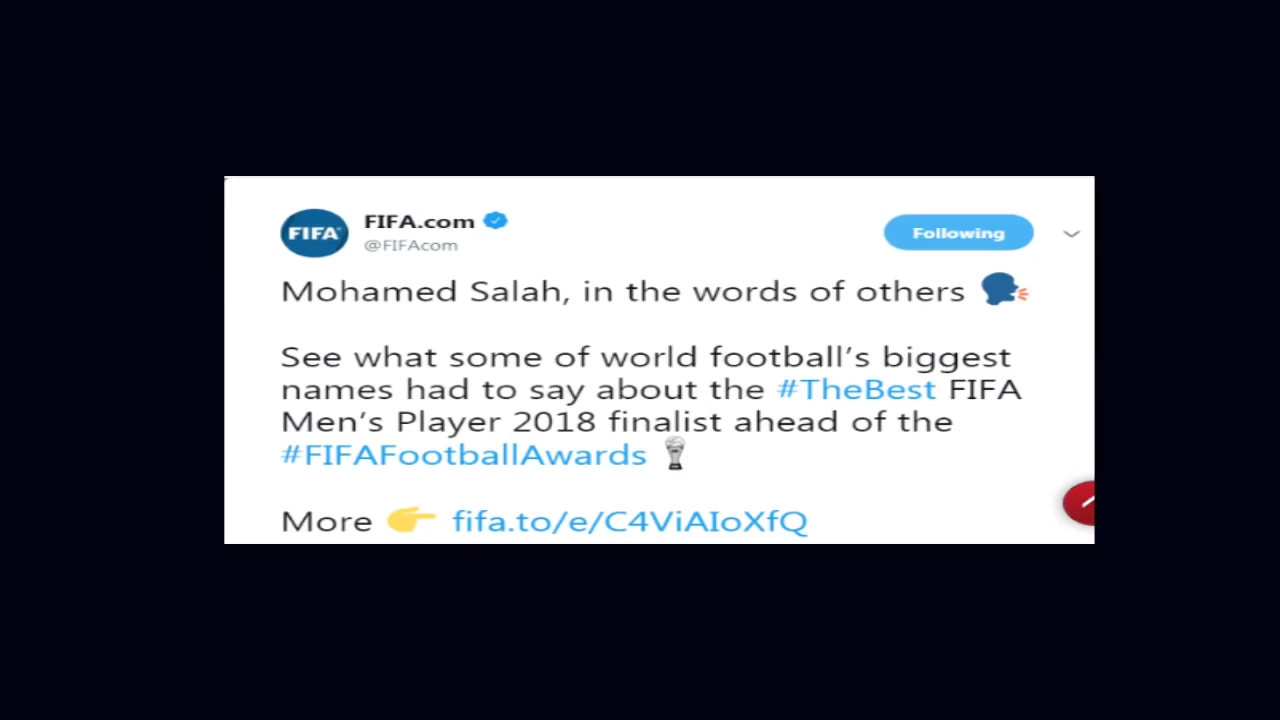 FIFA
FIFA.com
@FIFAcom
Following
Mohamed Salah, in the words of others
See what some of world football's biggest
names had to say about the #TheBest FIFA
Men's Player 2018 finalist ahead of the
#FIFAFootballAwards
More fifa.to/e/C4ViAIoXfQ